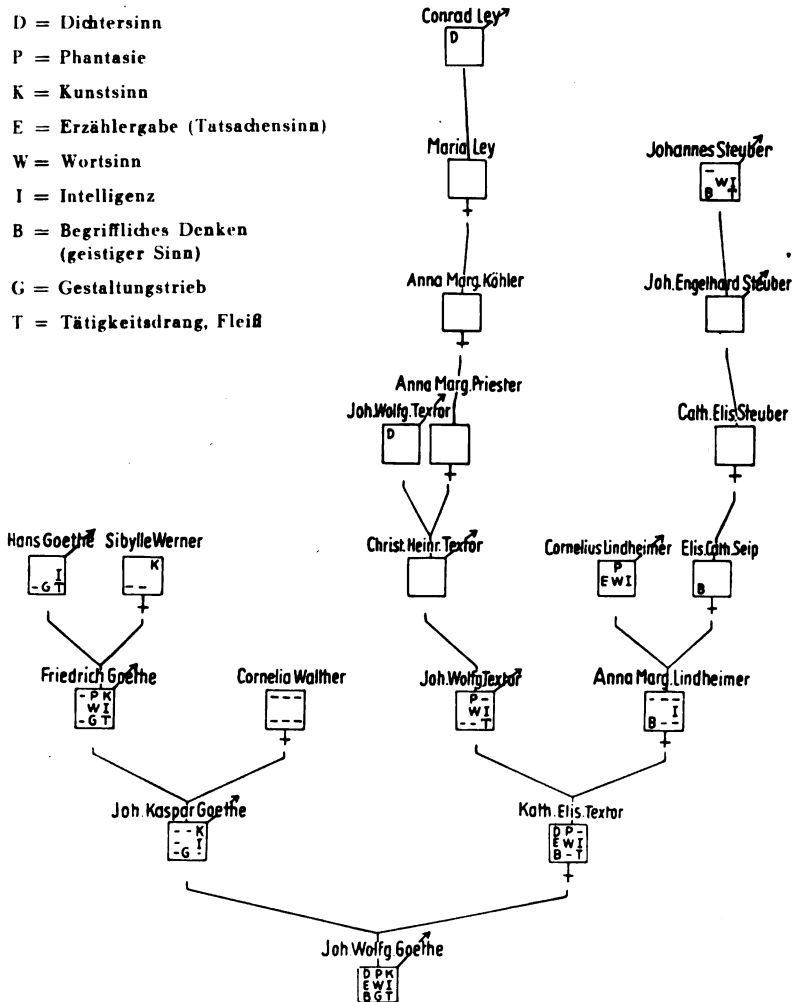 D = Dichtersinn
P = Phantasie
K = Kunstsinn
E = Erzählergabe (Tatsachensinn)
W = Wortsinn
I = Intelligenz
B = Begriffliches Denken
(geistiger Sinn)
G = Gestaltungstrieb
T = Tätigkeitsdrang, Fleiß
Conrad Ley
D
Maria Ley
Johannes Steuber
-
W I
B T
Anna Marg. Köhler
Joh. Engelhard Steuber
Anna Marg. Priester
Joh. Wolfg. Textor
D
Cath. Elis. Steuber
Hans Goethe
I
- G T
Sibylle Werner
K
- -
Christ. Heinr. Textor
Cornelius Lindheimer
P
E W I
Elis. Cath. Seip
B
Friedrich Goethe
- P K
W I
- G T
Cornelia Walther
- - -
- - -
Joh. Wolfg Textor
P -
W I
- - T
Anna Marg. Lindheimer
- - -
I
B - -
Joh. Kaspar Goethe
- - K
- I
- G -
Kath. Elis. Textor
D P -
E W I
B - T
Joh. Wolfg. Goethe
D P K
E W I
B G T